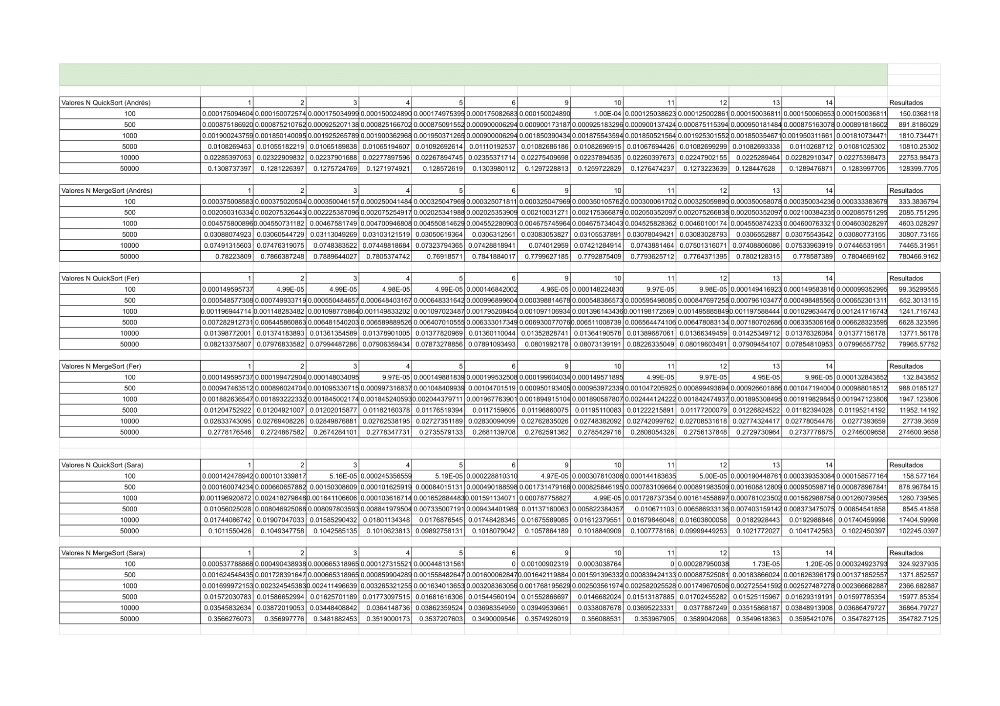 Valores N QuickSort (Andrés) 1 2 3 4 5 6 9 10 11 12 13 14 Resultados
100 0.000175094604 0.000150072574 0.000175034999 0.000150024890 0.000174975395 0.000175082683 0.000150024890 1.00E-04 0.000125038623 0.000125002861 0.000150036811 0.000150060653 0.000150036811 150.0368118
500 0.000875186920 0.000875210762 0.000925207138 0.000825166702 0.000875091552 0.000900006294 0.000900173187 0.000925183296 0.000900137424 0.000875115394 0.000950181484 0.000875163078 0.000891818602 891.8186029
1000 0.001900243759 0.001850140095 0.001925265789 0.001900362968 0.001950371265 0.000900006294 0.001850390434 0.001875543594 0.001850521564 0.001925301552 0.001850354671 0.001950311661 0.001810734471 1810.734471
5000 0.0108269453 0.01055182219 0.01065189838 0.01065194607 0.01092692614 0.01110192537 0.01082686186 0.01082696915 0.01067694426 0.01082699299 0.01082693338 0.0110268712 0.01081025302 10810.25302
10000 0.02285397053 0.02322909832 0.02237901688 0.02277897596 0.02267894745 0.02355371714 0.02275409698 0.02237894535 0.02260397673 0.02247902155 0.0225289464 0.02282910347 0.02275398473 22753.98473
50000 0.1308737397 0.1281226397 0.1275724769 0.1271974921 0.128572619 0.1303980112 0.1297228813 0.1259722829 0.1276474237 0.1273223639 0.128447628 0.1289476871 0.1283997705 128399.7705
Valores N MergeSort (Andrés) 1 2 3 4 5 6 9 10 11 12 13 14 Resultados
100 0.000375008583 0.000375020504 0.000350046157 0.000250041484 0.000325047969 0.000325071811 0.000325047969 0.000350105762 0.000300061702 0.000325059890 0.000350058078 0.000350034236 0.000333383679 333.3836794
500 0.002050316334 0.002075326443 0.002225387096 0.002075254917 0.002025341988 0.002025353909 0.00210031271 0.002175366879 0.002050352097 0.002075266838 0.002050352097 0.002100384235 0.002085751295 2085.751295
1000 0.004575800896 0.004550731182 0.00467581749 0.004700946808 0.004550814629 0.004552280903 0.004675745964 0.004675734043 0.004525828362 0.00460100174 0.004550874233 0.004600763321 0.004603028297 4603.028297
5000 0.03088074923 0.03060544729 0.03113049269 0.03103121519 0.03050619364 0.0306312561 0.03083053827 0.03105537891 0.03078049421 0.03083028793 0.0306552887 0.03075543642 0.03080773155 30807.73155
10000 0.07491315603 0.07476319075 0.0748383522 0.07448818684 0.07323794365 0.07428818941 0.074012959 0.07421284914 0.0743881464 0.07501316071 0.07408806086 0.07533963919 0.07446531951 74465.31951
50000 0.78223809 0.7866387248 0.7889644027 0.7805374742 0.76918571 0.7841884017 0.7799627185 0.7792875409 0.7793625712 0.7764371395 0.7802128315 0.778587389 0.7804669162 780466.9162
Valores N QuickSort (Fer) 1 2 3 4 5 6 9 10 11 12 13 14 Resultados
100 0.000149595737 4.99E-05 4.99E-05 4.98E-05 4.99E-05 0.000146842002 4.96E-05 0.000148224830 9.97E-05 9.98E-05 0.000149416923 0.000149583816 0.000099352995 99.35299555
500 0.000548577308 0.000749933719 0.000550484657 0.000648403167 0.000648331642 0.000996899604 0.000398814678 0.000548386573 0.000595498085 0.000847697258 0.000796103477 0.000498485565 0.000652301311 652.3013115
1000 0.001196944714 0.001148283482 0.001098775864 0.001149833202 0.001097023487 0.001795208454 0.001097106934 0.001396143436 0.001198172569 0.001495885849 0.001197588444 0.001029634476 0.001241716743 1241.716743
5000 0.007282912731 0.006445860863 0.006481540203 0.006589889526 0.006407010555 0.006333017349 0.006930077076 0.006511008739 0.006564474106 0.006478083134 0.007180702686 0.006335306168 0.006628323595 6628.323595
10000 0.01398772001 0.01374183893 0.01361354589 0.01378901005 0.01377820969 0.01360110044 0.01352828741 0.01364190578 0.01389687061 0.01366349459 0.01425349712 0.01376326084 0.01377156178 13771.56178
50000 0.08213375807 0.07976833582 0.07994487286 0.07906359434 0.07873278856 0.07891093493 0.0801992178 0.08073139191 0.08226335049 0.08019603491 0.07909454107 0.07854810953 0.07996557752 79965.57752
Valores N MergeSort (Fer) 1 2 3 4 5 6 9 10 11 12 13 14 Resultados
100 0.000149595737 0.000199472904 0.000148034095 9.97E-05 0.000149881839 0.000199532508 0.000199604034 0.000149571895 4.99E-05 9.97E-05 4.95E-05 9.96E-05 0.000132843852 132.843852
500 0.000947463512 0.000896024704 0.001095330715 0.000997316837 0.001048409939 0.00104701519 0.000950193405 0.000953972339 0.001047205925 0.000899493694 0.000926601886 0.001047194004 0.000988018512 988.0185127
1000 0.001882636547 0.001893222332 0.001845002174 0.001845240593 0.002044379711 0.001967763901 0.001894915104 0.001890587807 0.002444124222 0.001842474937 0.001895308495 0.001919829845 0.001947123806 1947.123806
5000 0.01204752922 0.01204921007 0.01202015877 0.01182160378 0.01176519394 0.0117159605 0.01196860075 0.01195110083 0.01222215891 0.01177200079 0.01226824522 0.01182394028 0.01195214192 11952.14192
10000 0.02833743095 0.02769408226 0.02849876881 0.02762538195 0.02727351189 0.02830094099 0.02762835026 0.02748382092 0.02742099762 0.02708531618 0.02774324417 0.02778054476 0.0277393659 27739.3659
50000 0.2778176546 0.2724867582 0.2674284101 0.2778347731 0.2735579133 0.2681139708 0.2762591362 0.2785429716 0.2808054328 0.2756137848 0.2729730964 0.2737776875 0.2746009658 274600.9658
Valores N QuickSort (Sara) 1 2 3 4 5 6 9 10 11 12 13 14 Resultados
100 0.000142478942 0.000101339817 5.16E-05 0.000245356559 5.19E-05 0.000228810310 4.97E-05 0.000307810306 0.000144183635 5.00E-05 0.000190448761 0.000339353084 0.000158577164 158.577164
500 0.000160074234 0.000660657882 0.00150308609 0.000101625919 0.00084015131 0.000490188598 0.001731479168 0.000825846195 0.000783109664 0.000891983509 0.001608812809 0.000950598716 0.000878967841 878.9678415
1000 0.001196920872 0.002418279648 0.001641106606 0.000103616714 0.001652884483 0.001591134071 0.000787758827 4.99E-05 0.001728737354 0.001614558697 0.000781023502 0.001562988758 0.001260739565 1260.739565
5000 0.01056025028 0.008046925068 0.008097803593 0.008841979504 0.007335007191 0.009434401989 0.01137160063 0.005822384357 0.010671103 0.006586933136 0.007403159142 0.008373475075 0.00854541858 8545.41858
10000 0.01744086742 0.01907047033 0.01585290432 0.01801134348 0.0176876545 0.01748428345 0.01675589085 0.01612379551 0.01679846048 0.01603800058 0.0182928443 0.0192986846 0.01740459998 17404.59998
50000 0.1011550426 0.1049347758 0.1042585135 0.1010623813 0.09892758131 0.1018079042 0.1057864189 0.1018840909 0.1007778168 0.09999449253 0.1021772027 0.1041742563 0.1022450397 102245.0397
Valores N MergeSort (Sara) 1 2 3 4 5 6 9 10 11 12 13 14 Resultados
100 0.000537788868 0.000490438938 0.000665318965 0.000127315521 0.000448131561 0 0.00100902319 0.0003038764 0 0.000287950038 1.73E-05 1.20E-05 0.000324923793 324.9237935
500 0.001624548435 0.001728391647 0.000665318965 0.000859904289 0.001558482647 0.001600062847 0.001642119884 0.001591396332 0.000839424133 0.000887525081 0.00183866024 0.001626396179 0.001371852557 1371.852557
1000 0.001699972153 0.002324545383 0.002411496639 0.003265321255 0.001634013653 0.003208363056 0.001768195629 0.002503561974 0.002582025528 0.001749670506 0.002725541592 0.002527487278 0.002366682887 2366.682887
5000 0.01572030783 0.01586652994 0.01625701189 0.01773097515 0.01681616306 0.01544560194 0.01552866697 0.0146682024 0.01513187885 0.01702455282 0.01525115967 0.01629319191 0.01597785354 15977.85354
10000 0.03545832634 0.03872019053 0.03448408842 0.0364148736 0.03862359524 0.03698354959 0.03949539661 0.0338087678 0.03695223331 0.0377887249 0.03515868187 0.03848913908 0.03686479727 36864.79727
50000 0.3566276073 0.356997776 0.3481882453 0.3519000173 0.3537207603 0.3490009546 0.3574926019 0.356088531 0.353967905 0.3589042068 0.3549618363 0.3595421076 0.3547827125 354782.7125